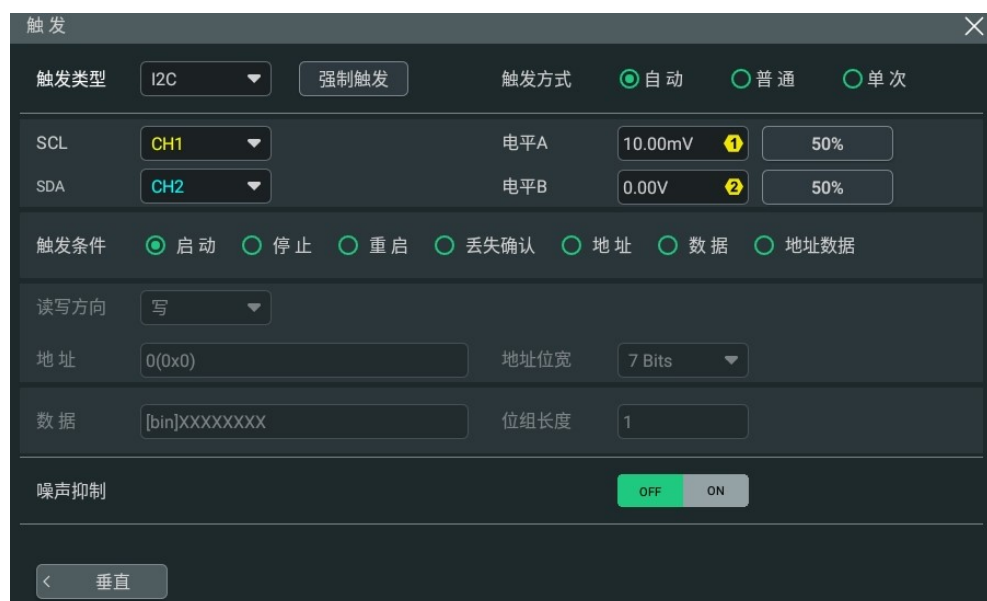 触发
触发类型 I2C 强制触发 触发方式 自动 普通 单次
SCL CH1 电平A 10.00mV 1 50%
SDA CH2 电平B 0.00V 2 50%
触发条件 启动 停止 重启 丢失确认 地址 数据 地址数据
读写方向 写
地址 0(0x0) 地址位宽 7 Bits
数据 [bin]XXXXXXXX 位组长度 1
噪声抑制 OFF ON
< 垂直